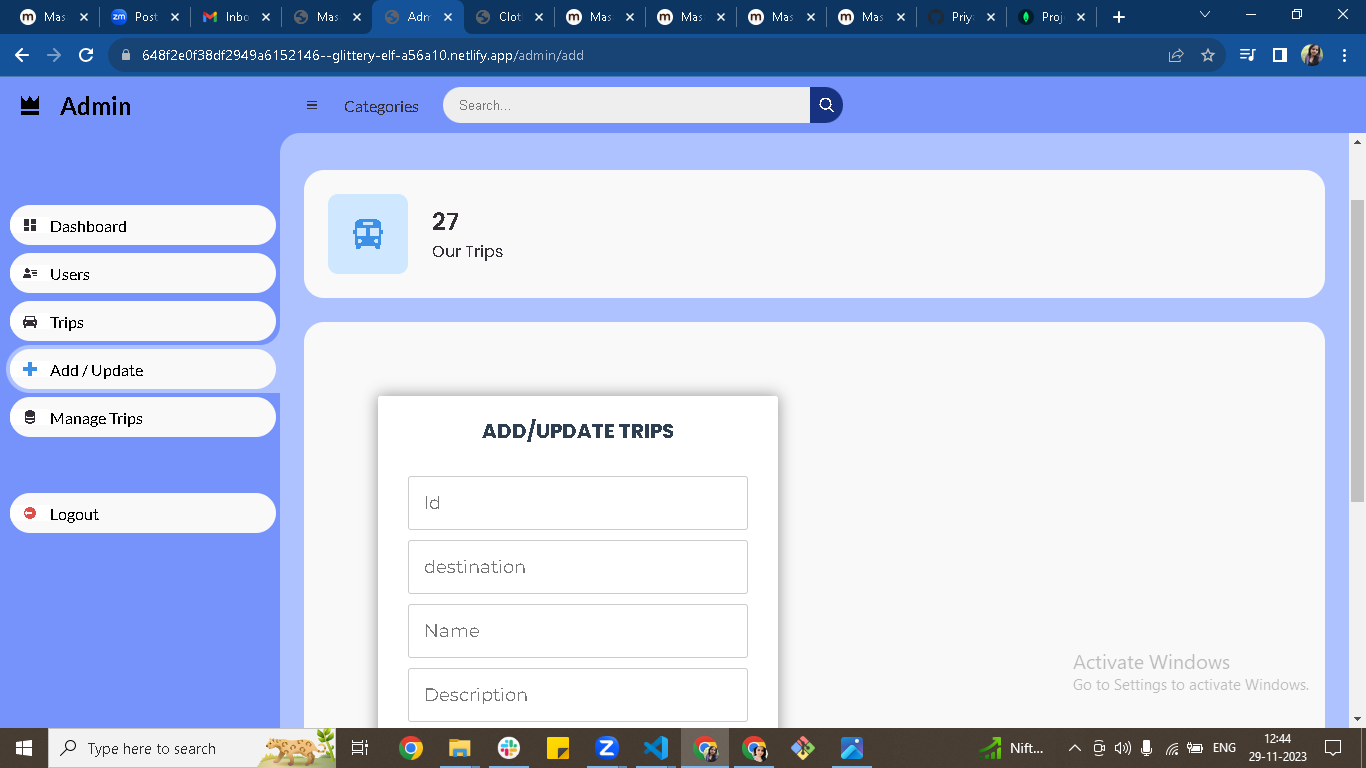 Mas
Post
Inbo
Mas
Adm
Clot
Mas
Mas
Mas
Mas
Priy
Proj
648f2e0f38df2949a6152146--glittery-elf-a56a10.netlify.app/admin/add
Admin
Categories
Search...
Dashboard
Users
Trips
Add / Update
Manage Trips
Logout
27
Our Trips
ADD/UPDATE TRIPS
Id
destination
Name
Description
Activate Windows
Go to Settings to activate Windows.
Type here to search
Nift...
ENG
12:44
29-11-2023